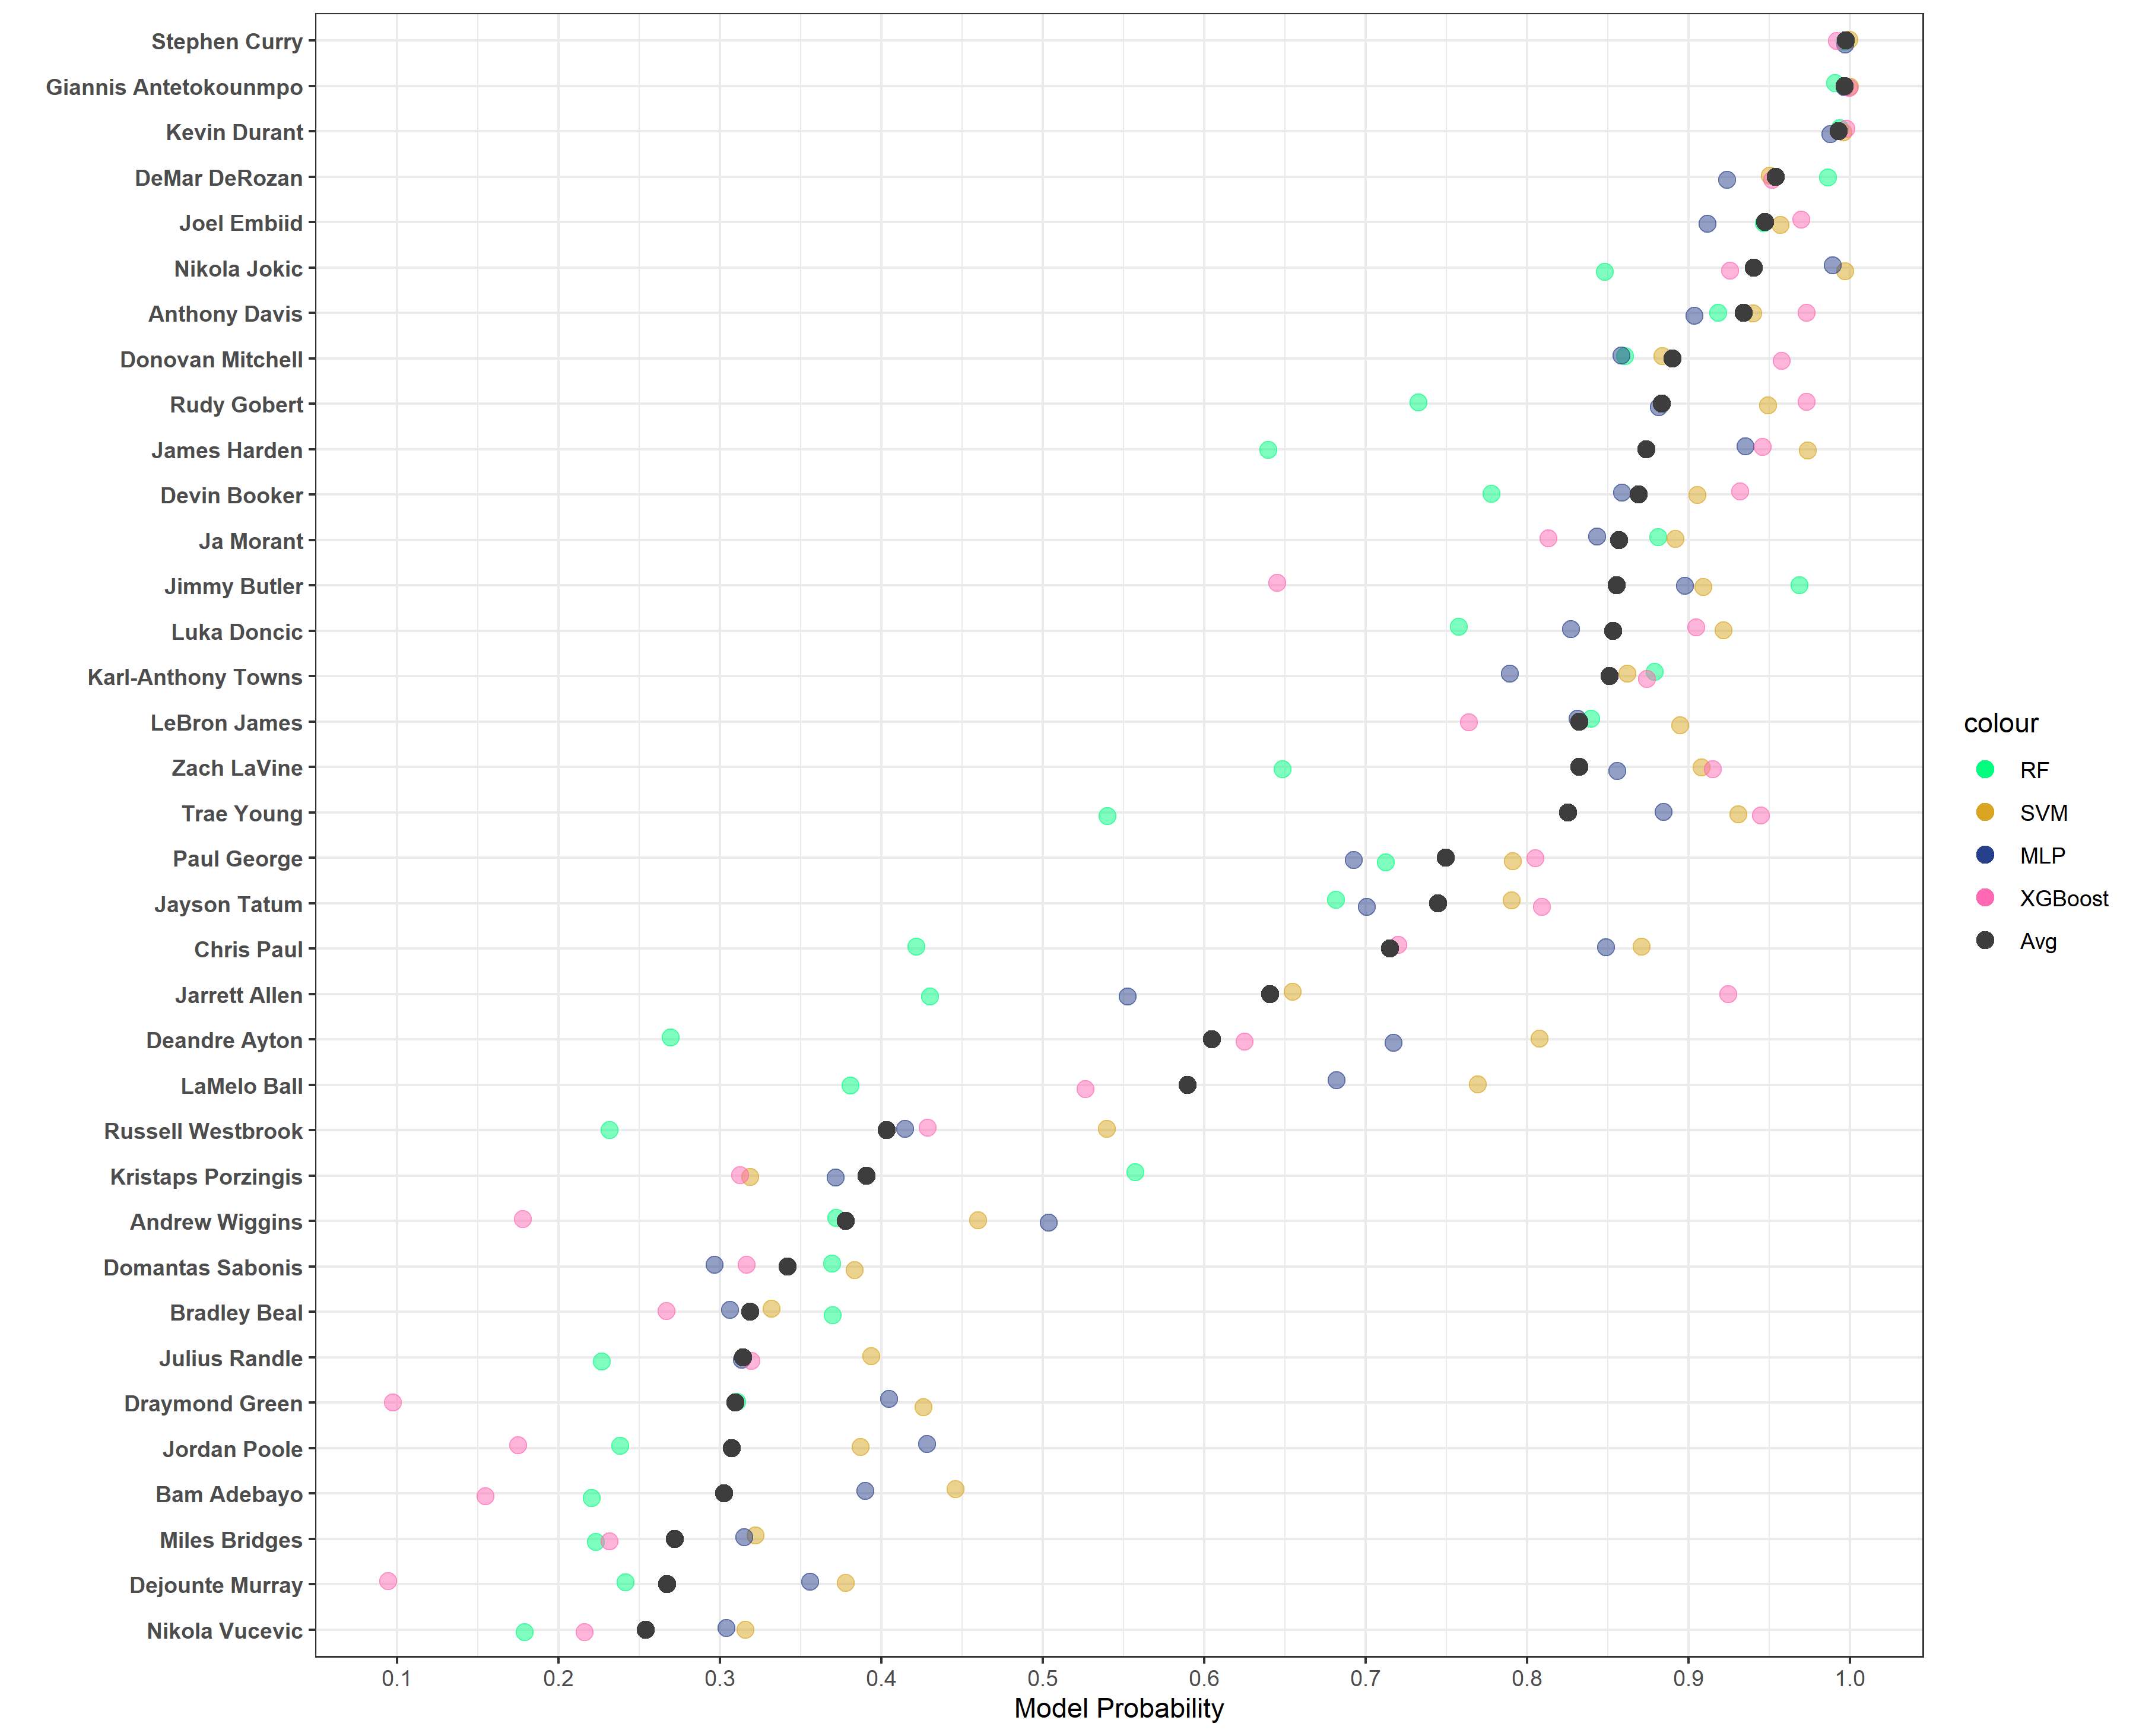 Stephen Curry
Giannis Antetokounmpo
Kevin Durant
DeMar DeRozan
Joel Embiid
Nikola Jokic
Anthony Davis
Donovan Mitchell
Rudy Gobert
James Harden
Devin Booker
Ja Morant
Jimmy Butler
Luka Doncic
Karl-Anthony Towns
LeBron James
Zach LaVine
Trae Young
Paul George
Jayson Tatum
Chris Paul
Jarrett Allen
Deandre Ayton
LaMelo Ball
Russell Westbrook
Kristaps Porzingis
Andrew Wiggins
Domantas Sabonis
Bradley Beal
Julius Randle
Draymond Green
Jordan Poole
Bam Adebayo
Miles Bridges
Dejounte Murray
Nikola Vucevic
0.1 0.2 0.3 0.4 0.5 0.6 0.7 0.8 0.9 1.0
Model Probability
colour
RF
SVM
MLP
XGBoost
Avg